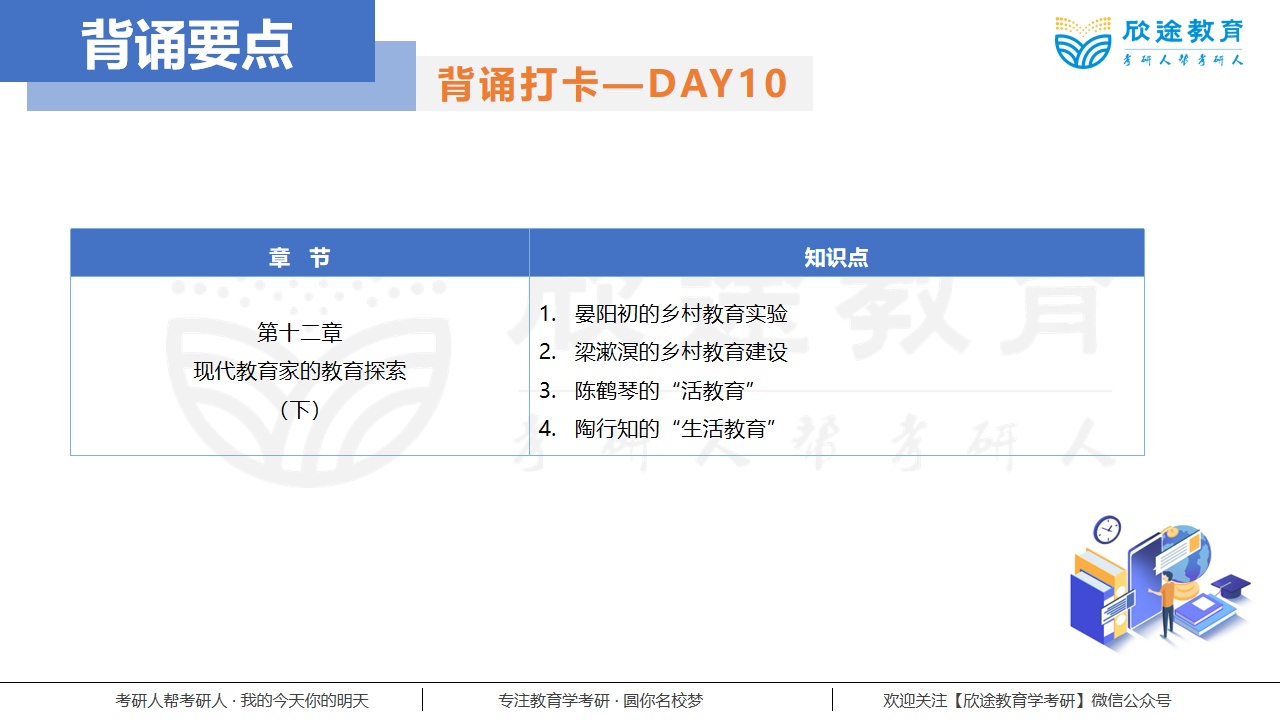 背诵要点
欣途教育
考研人帮考研人
背诵打卡—DAY10
章 节
知识点
第十二章
现代教育家的教育探索
（下）
1. 晏阳初的乡村教育实验
2. 梁漱溟的乡村教育建设
3. 陈鹤琴的“活教育”
4. 陶行知的“生活教育”
欣途教育
考研人帮考研人
考研人帮考研人 · 我的今天你的明天
专注教育学考研 · 圆你名校梦
欢迎关注【欣途教育学考研】微信公众号